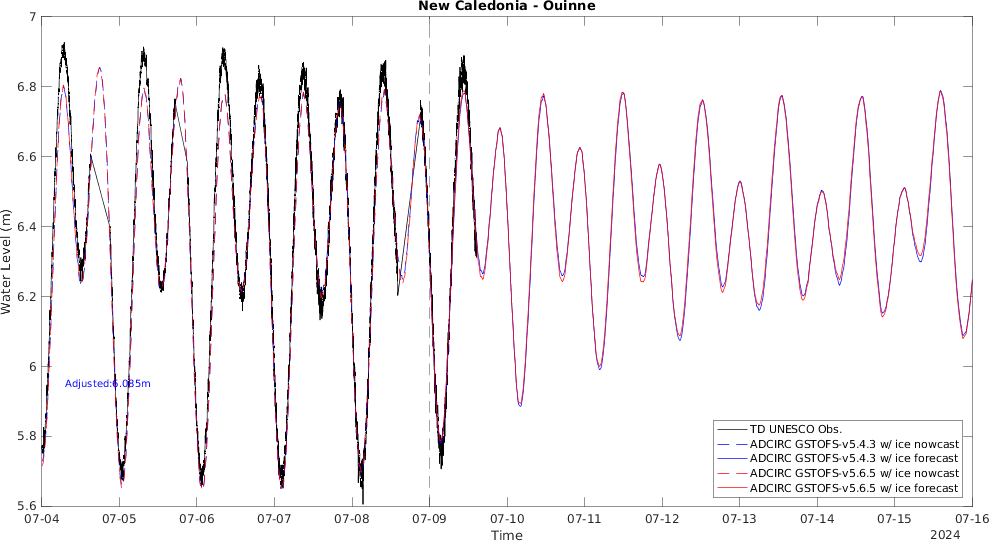 New Caledonia - Ouinne
Water Level (m)
7
6.8
6.6
6.4
6.2
6
5.8
5.6
Adjusted:6.035m
TD UNESCO Obs.
ADCIRC GSTOFS-v5.4.3 w/ ice nowcast
ADCIRC GSTOFS-v5.4.3 w/ ice forecast
ADCIRC GSTOFS-v5.6.5 w/ ice nowcast
ADCIRC GSTOFS-v5.6.5 w/ ice forecast
07-04 07-05 07-06 07-07 07-08 07-09 07-10 07-11 07-12 07-13 07-14 07-15 07-16
Time
2024